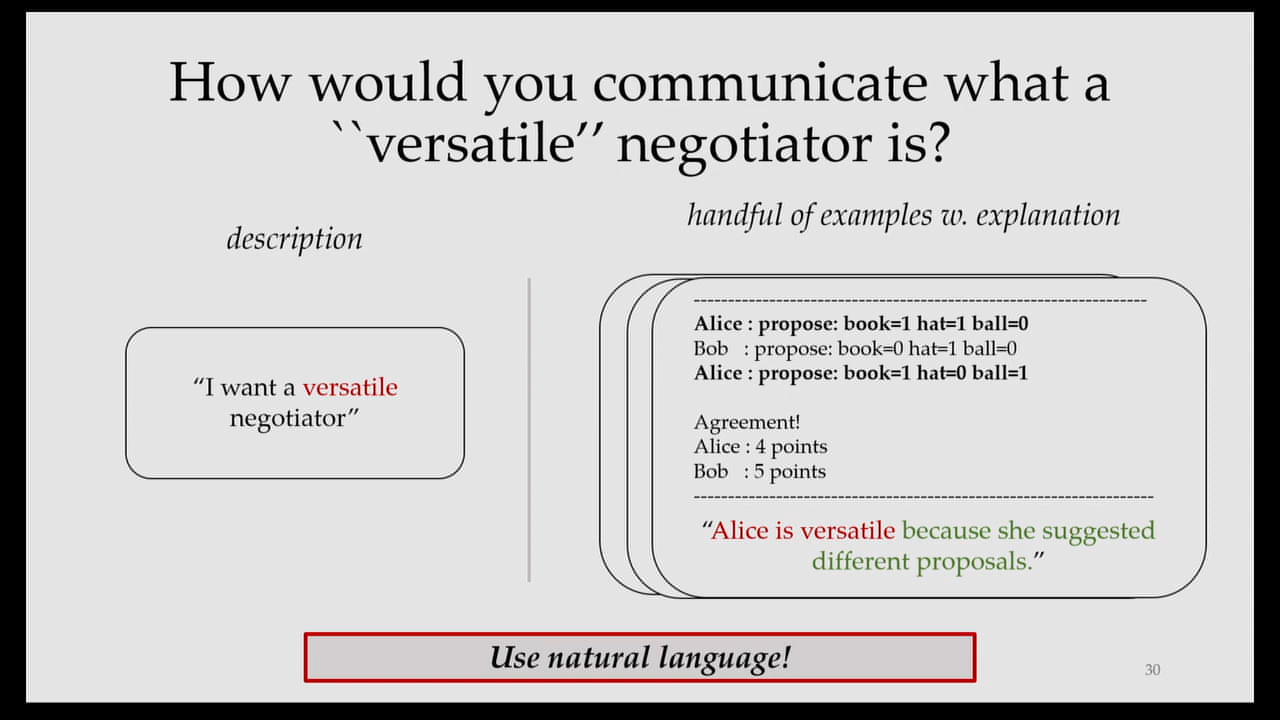 How would you communicate what a
``versatile’’ negotiator is?
description
handful of examples w. explanation
“I want a versatile
negotiator”
------------------------------------------------------------------
Alice : propose: book=1 hat=1 ball=0
Bob : propose: book=0 hat=1 ball=0
Alice : propose: book=1 hat=0 ball=1
Agreement!
Alice : 4 points
Bob : 5 points
-------------------------------------------------------------------
“Alice is versatile because she suggested
different proposals.”
Use natural language!
30